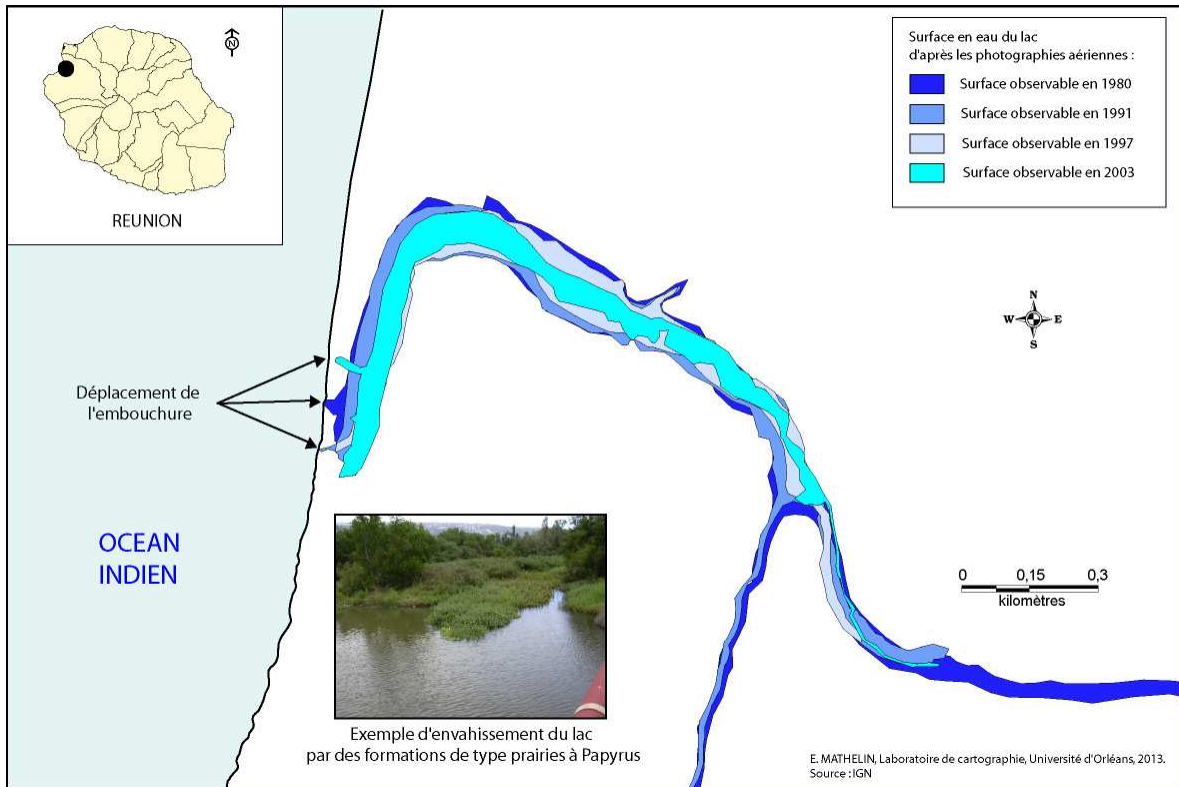 N
REUNION
Surface en eau du lac
d'après les photographies aériennes :
Surface observable en 1980
Surface observable en 1991
Surface observable en 1997
Surface observable en 2003
N
W E
S
Déplacement de
l'embouchure
OCEAN
INDIEN
0 0,15 0,3
kilomètres
Exemple d'envahissement du lac
par des formations de type prairies à Papyrus
E. MATHELIN, Laboratoire de cartographie, Université d'Orléans, 2013.
Source : IGN